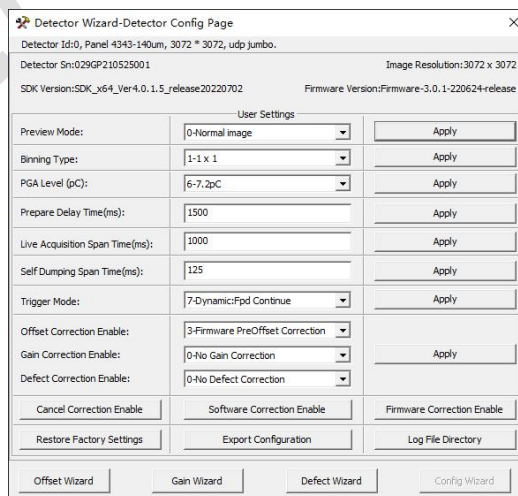 Detector Wizard-Detector Config Page
Detector Id:0, Panel 4343-140um, 3072 * 3072, udp jumbo.
Detector Sn:029GP210525001 Image Resolution:3072 x 3072
SDK Version:SDK_x64_Ver4.0.1.5_release20220702 Firmware Version:Firmware-3.0.1-220624-release
User Settings
Preview Mode: 0-Normal image Apply
Binning Type: 1-1 x 1 Apply
PGA Level (pC): 6-7.2pC Apply
Prepare Delay Time(ms): 1500 Apply
Live Acquisition Span Time(ms): 1000 Apply
Self Dumping Span Time(ms): 125 Apply
Trigger Mode: 7-Dynamic:Fpd Continue Apply
Offset Correction Enable: 3-Firmware PreOffset Correction
Gain Correction Enable: 0-No Gain Correction Apply
Defect Correction Enable: 0-No Defect Correction
Cancel Correction Enable Software Correction Enable Firmware Correction Enable
Restore Factory Settings Export Configuration Log File Directory
Offset Wizard Gain Wizard Defect Wizard Config Wizard